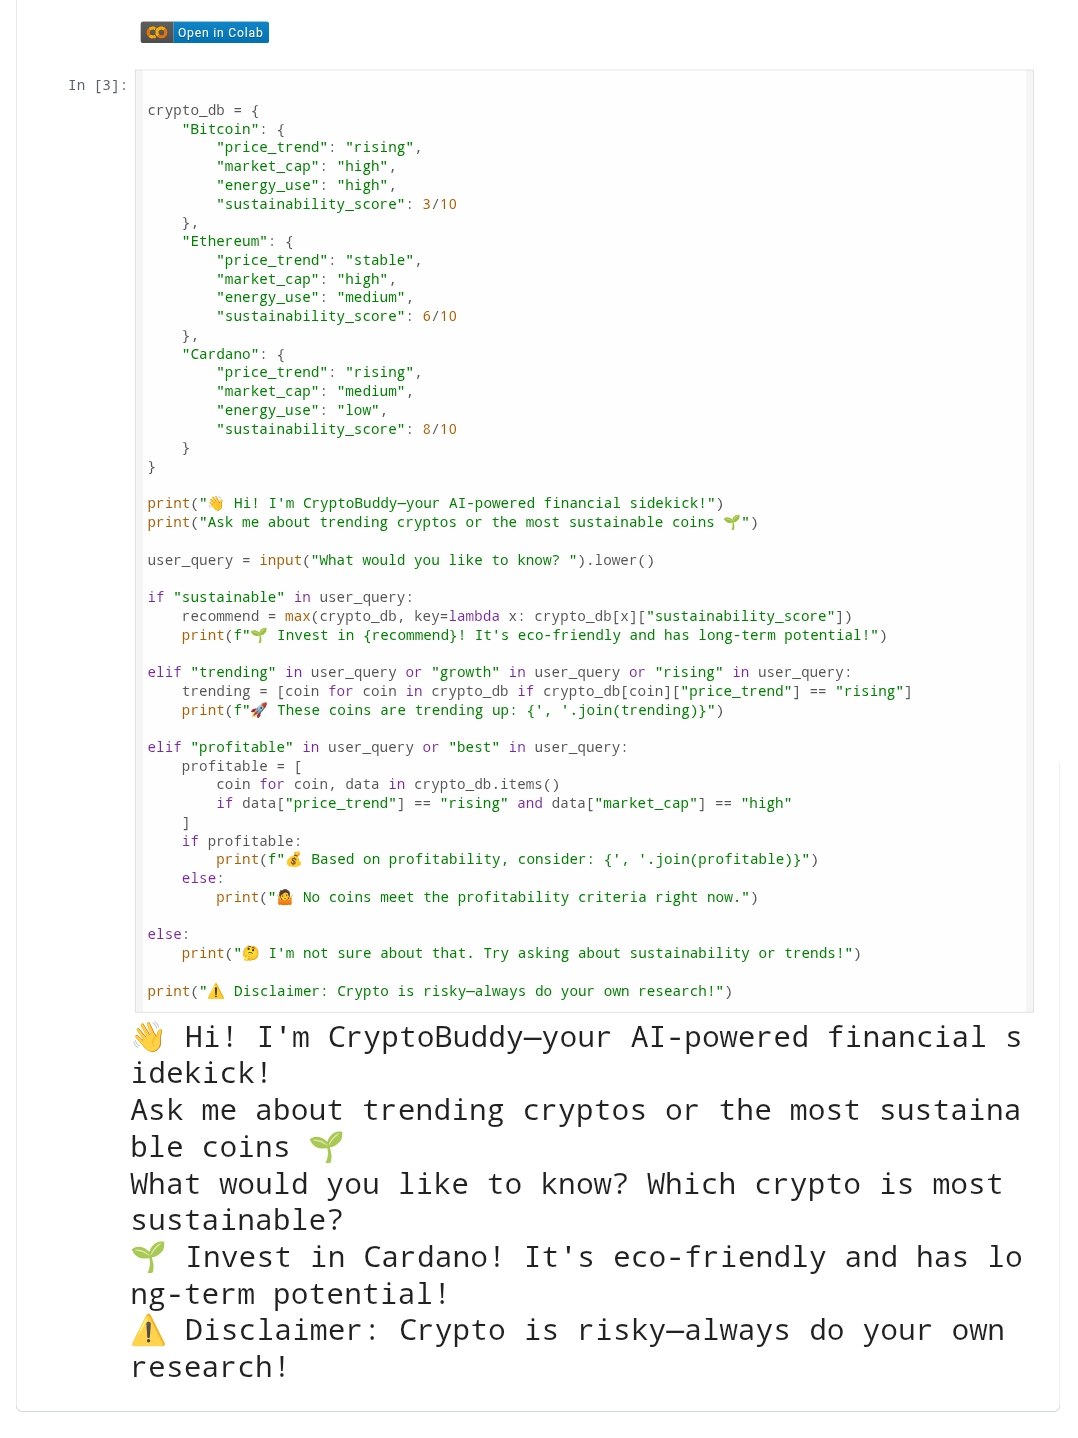 Open in Colab
In [3]:
crypto_db = {
    "Bitcoin": {
        "price_trend": "rising",
        "market_cap": "high",
        "energy_use": "high",
        "sustainability_score": 3/10
    },
    "Ethereum": {
        "price_trend": "stable",
        "market_cap": "high",
        "energy_use": "medium",
        "sustainability_score": 6/10
    },
    "Cardano": {
        "price_trend": "rising",
        "market_cap": "medium",
        "energy_use": "low",
        "sustainability_score": 8/10
    }
}
print("👋 Hi! I'm CryptoBuddy—your AI-powered financial sidekick!")
print("Ask me about trending cryptos or the most sustainable coins 🌱")
user_query = input("What would you like to know? ").lower()
if "sustainable" in user_query:
    recommend = max(crypto_db, key=lambda x: crypto_db[x]["sustainability_score"])
    print(f"🌱 Invest in {recommend}! It's eco-friendly and has long-term potential!")
elif "trending" in user_query or "growth" in user_query or "rising" in user_query:
    trending = [coin for coin in crypto_db if crypto_db[coin]["price_trend"] == "rising"]
    print(f"🚀 These coins are trending up: {', '.join(trending)}")
elif "profitable" in user_query or "best" in user_query:
    profitable = [
        coin for coin, data in crypto_db.items()
        if data["price_trend"] == "rising" and data["market_cap"] == "high"
    ]
    if profitable:
        print(f"💰 Based on profitability, consider: {', '.join(profitable)}")
    else:
        print("🤷 No coins meet the profitability criteria right now.")
else:
    print("🤔 I'm not sure about that. Try asking about sustainability or trends!")
print("⚠️ Disclaimer: Crypto is risky—always do your own research!")
👋 Hi! I'm CryptoBuddy—your AI-powered financial s
idekick!
Ask me about trending cryptos or the most sustaina
ble coins 🌱
What would you like to know? Which crypto is most
sustainable?
🌱 Invest in Cardano! It's eco-friendly and has lo
ng-term potential!
⚠️ Disclaimer: Crypto is risky—always do your own
research!